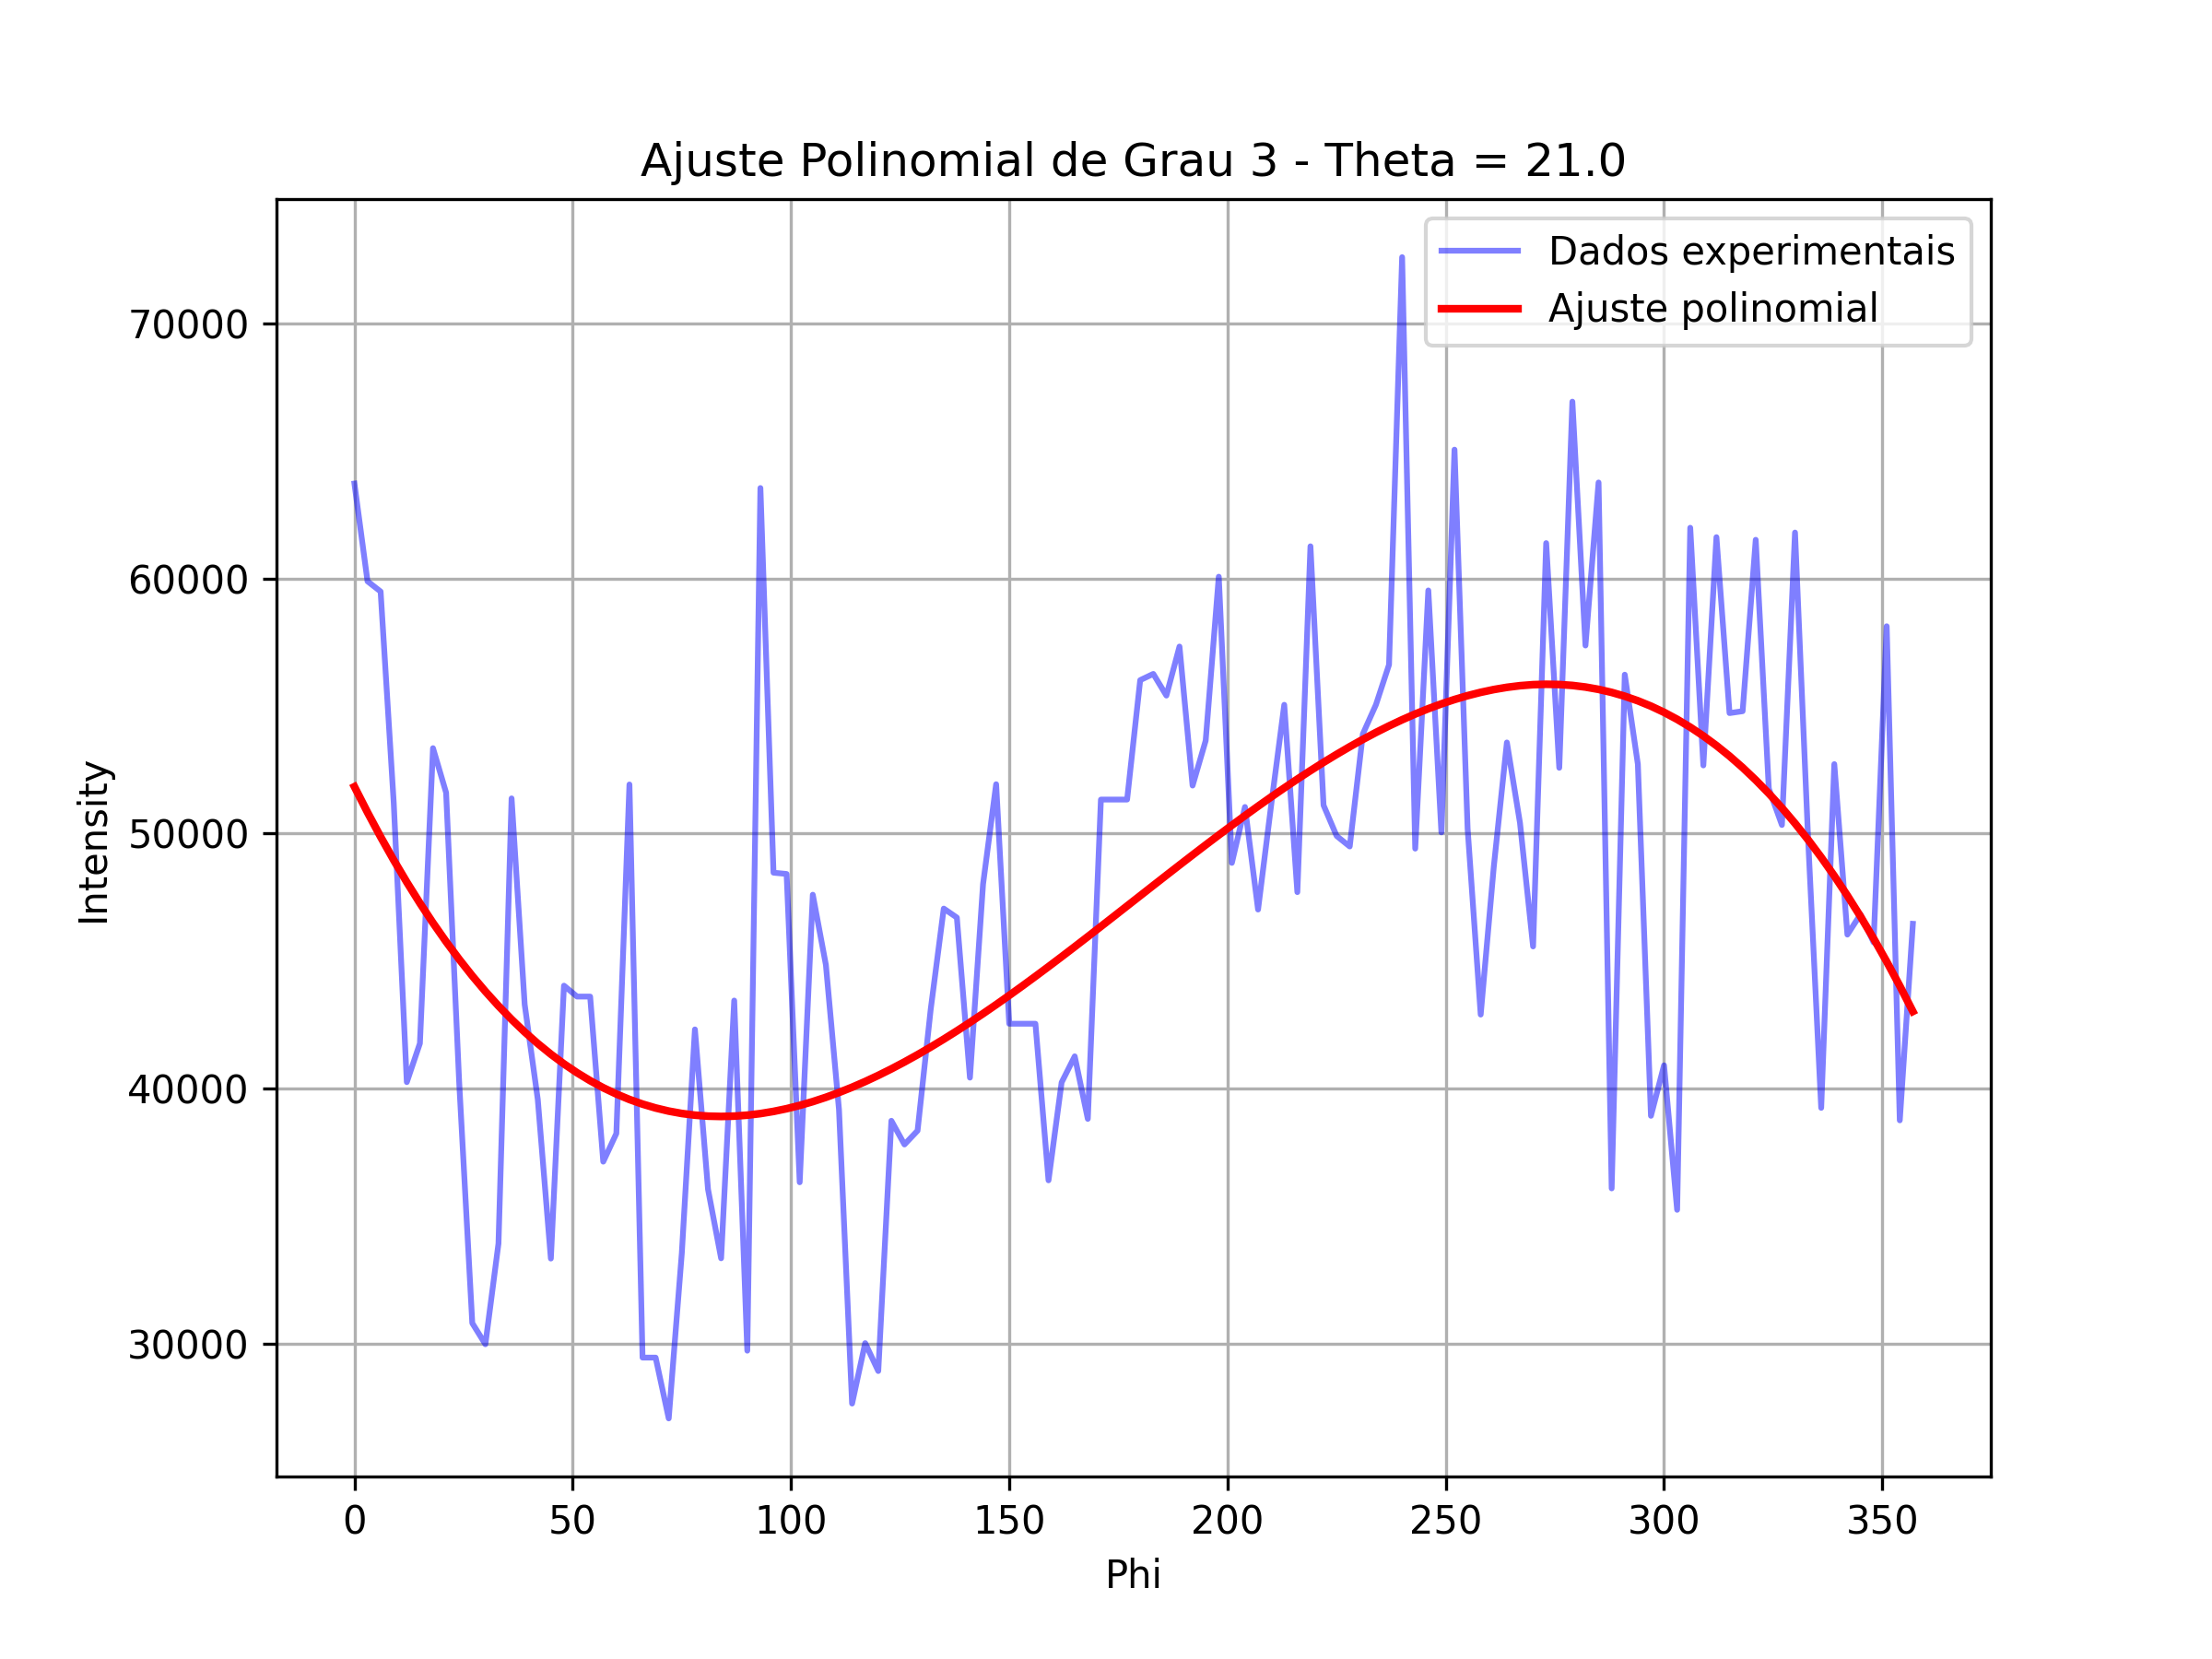 Ajuste Polinomial de Grau 3 - Theta = 21.0
Dados experimentais
Ajuste polinomial
Intensity
70000
60000
50000
40000
30000
0 50 100 150 200 250 300 350
Phi